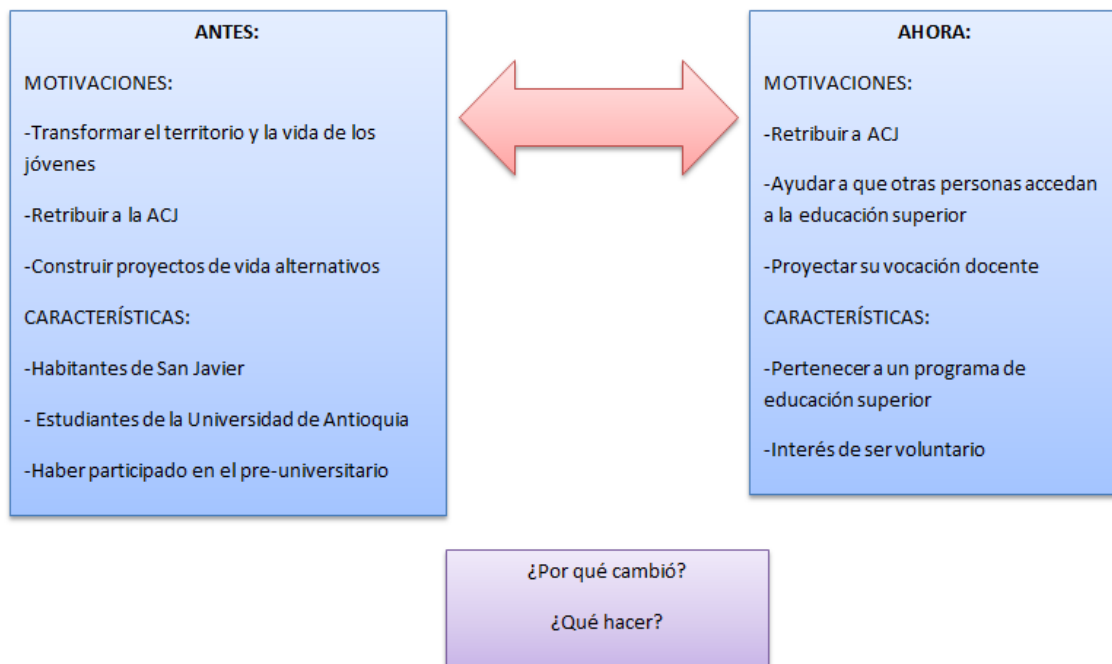 ANTES:
MOTIVACIONES:
-Transformar el territorio y la vida de los
jóvenes
-Retribuir a la ACJ
-Construir proyectos de vida alternativos
CARACTERÍSTICAS:
-Habitantes de San Javier
- Estudiantes de la Universidad de Antioquia
-Haber participado en el pre-universitario
AHORA:
MOTIVACIONES:
-Retribuir a ACJ
-Ayudar a que otras personas accedan
a la educación superior
-Proyectar su vocación docente
CARACTERÍSTICAS:
-Pertenecer a un programa de
educación superior
-Interés de ser voluntario
¿Por qué cambió?
¿Qué hacer?